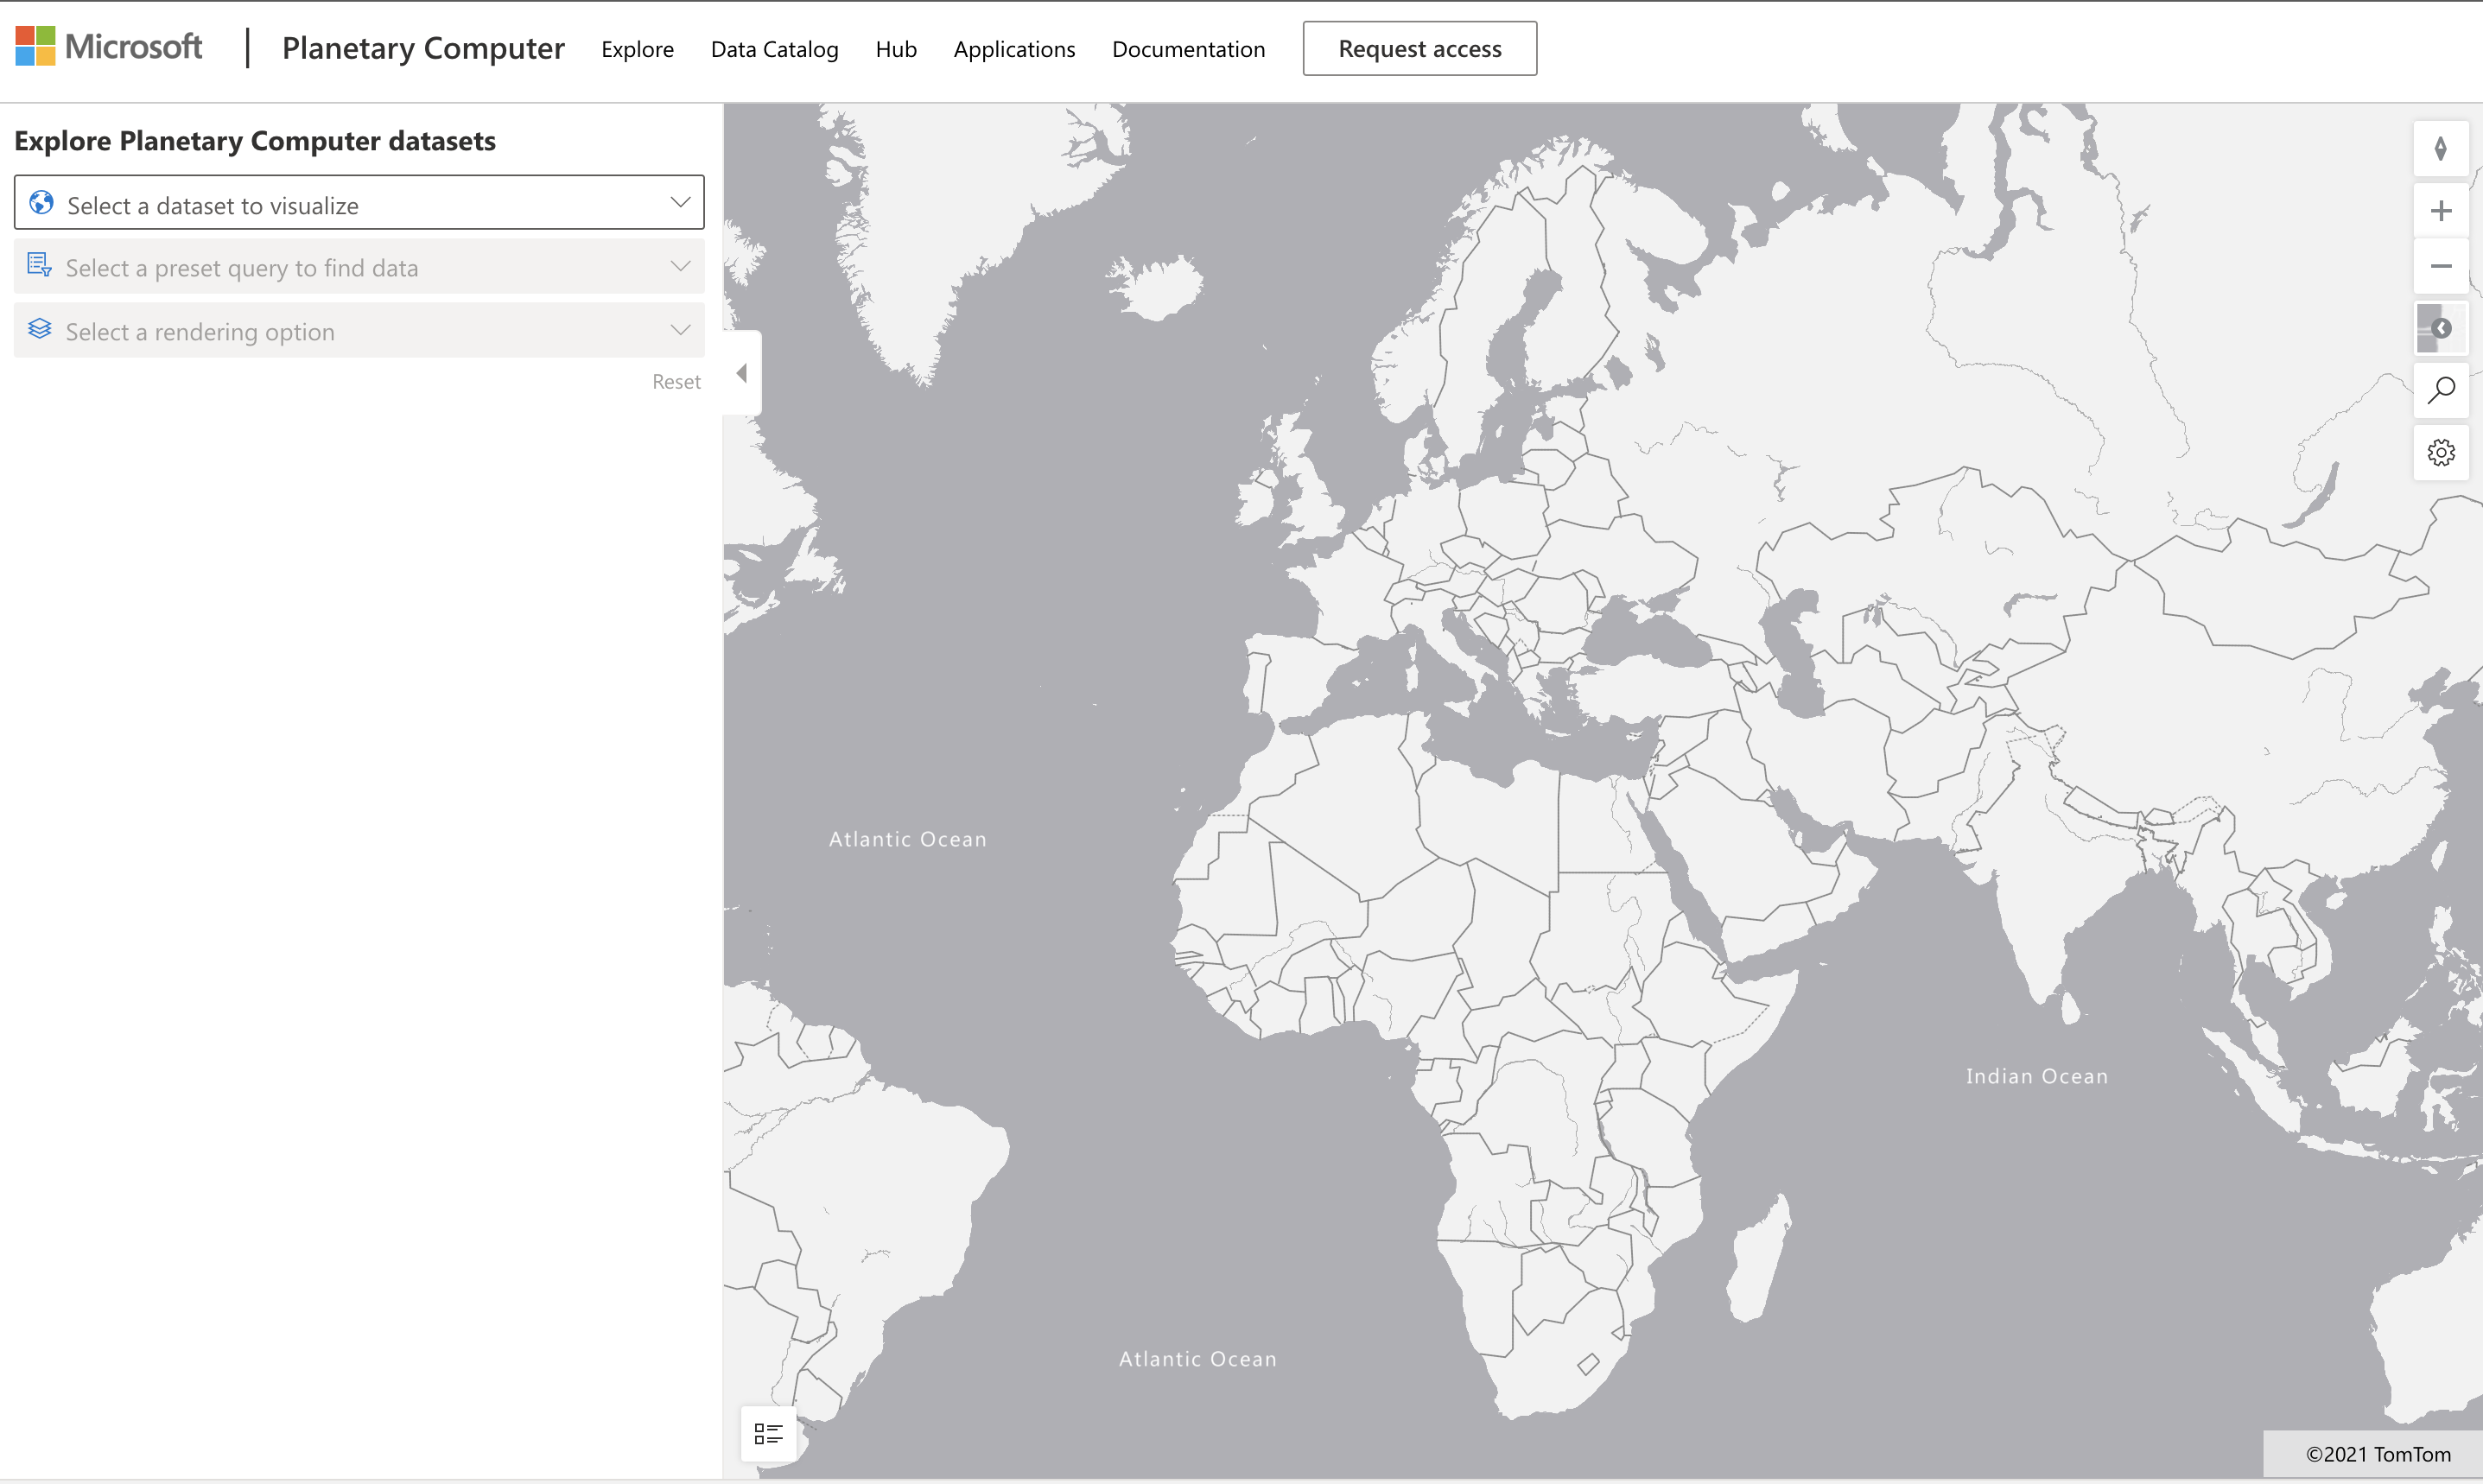 Microsoft | Planetary Computer Explore Data Catalog Hub Applications Documentation Request access
Explore Planetary Computer datasets
Select a dataset to visualize
Select a preset query to find data
Select a rendering option
Reset
Atlantic Ocean
Indian Ocean
Atlantic Ocean
©2021 TomTom